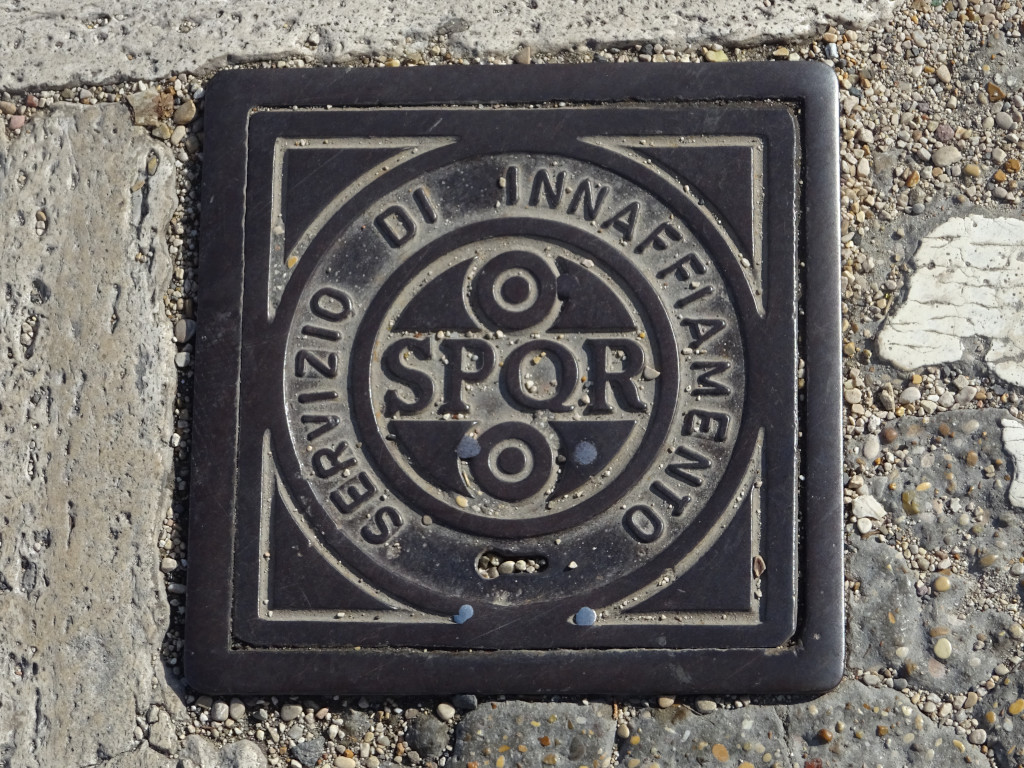 SERVIZIO DI INNAFFIAMENTO
SPQR